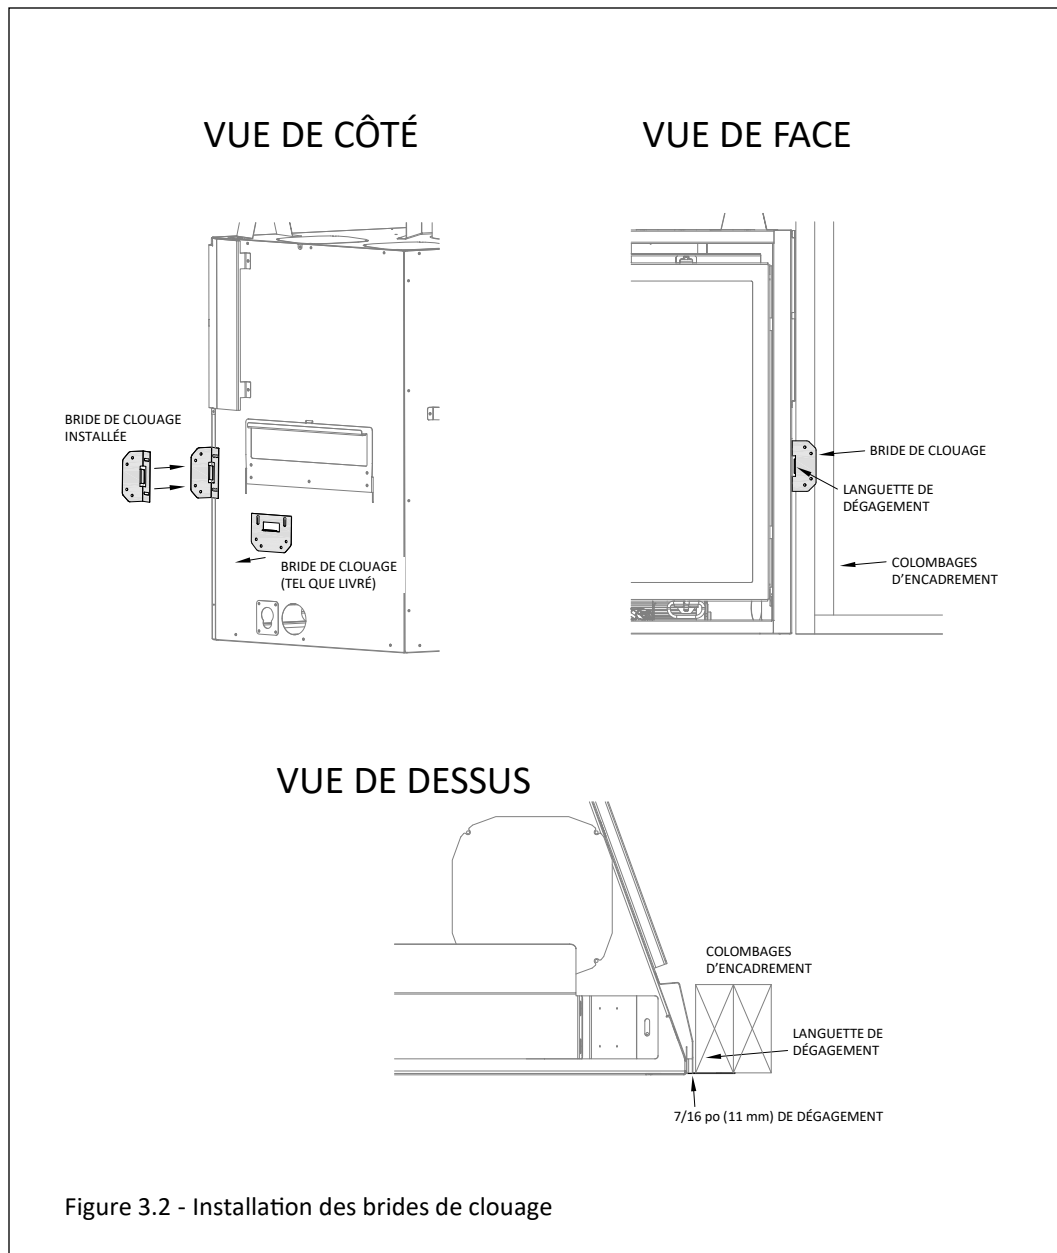 VUE DE CÔTÉ
VUE DE FACE
BRIDE DE CLOUAGE
INSTALLÉE
BRIDE DE CLOUAGE
(TEL QUE LIVRÉ)
BRIDE DE CLOUAGE
LANGUETTE DE
DÉGAGEMENT
COLOMBAGES
D'ENCADREMENT
VUE DE DESSUS
COLOMBAGES
D'ENCADREMENT
LANGUETTE DE
DÉGAGEMENT
7/16 po (11 mm) DE DÉGAGEMENT
Figure 3.2 - Installation des brides de clouage